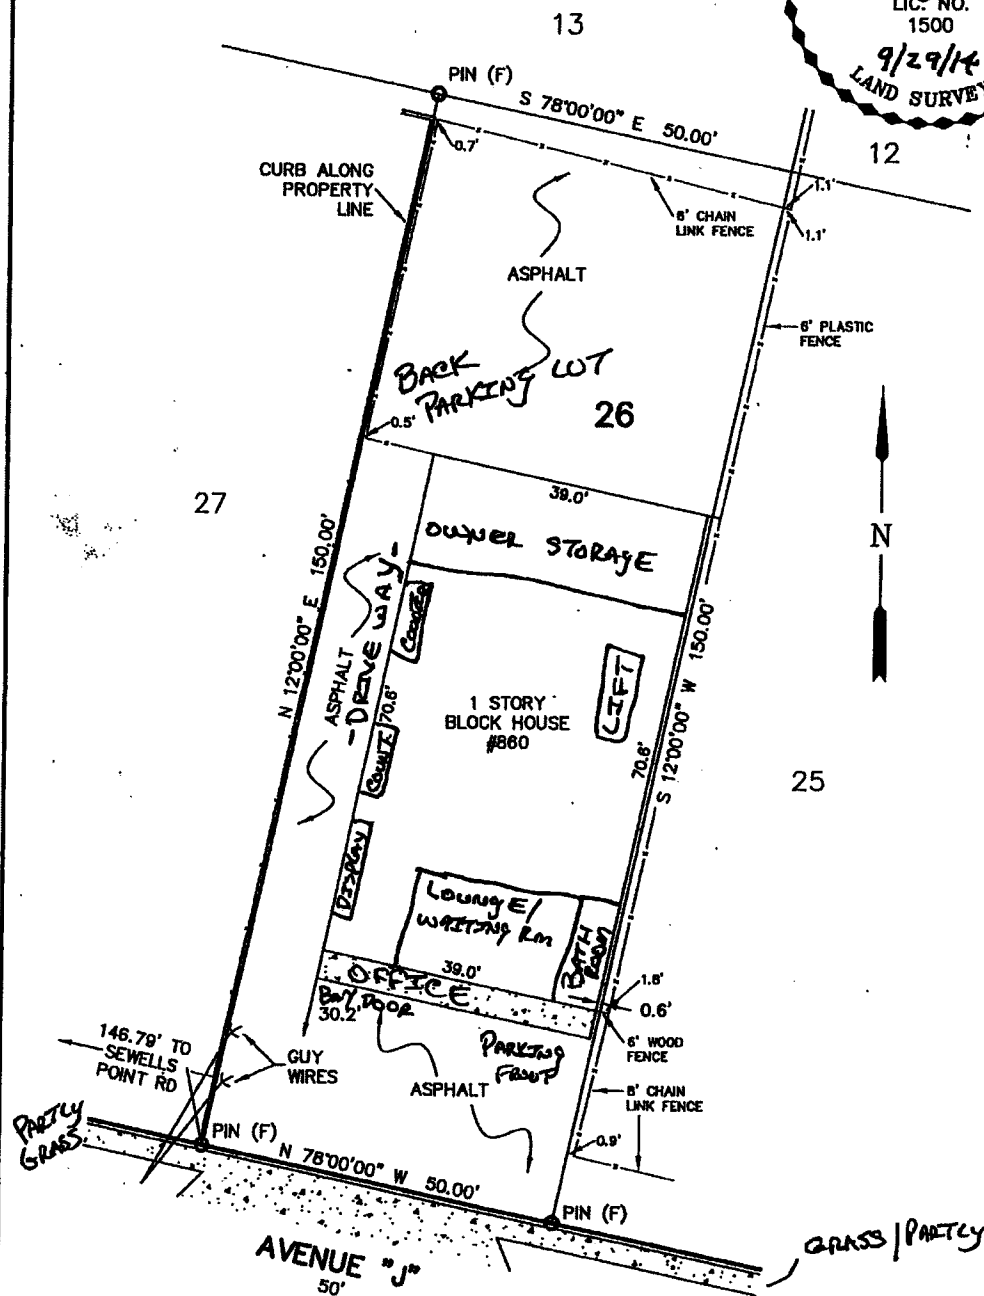 LIC. NO.
1500
9/29/14
LAND SURVEY
13
12
PIN (F)
S 78°00'00" E 50.00'
0.7'
CURB ALONG
PROPERTY
LINE
1.1'
1.1'
6' CHAIN
LINK FENCE
ASPHALT
6' PLASTIC
FENCE
BACK
PARKING LOT
26
0.5'
27
39.0'
N
OWNER STORAGE
N 12°00'00" E 150.00'
ASPHALT
-DRIVE WAY-
70.6'
COUNT
DISPLAY
1 STORY
BLOCK HOUSE
#860
LIFT
70.6'
S 12°00'00" W 150.00'
25
LOUNGE/
WAITING Rm
BATH
ROOM
39.0'
OFFICE
BAY DOOR
30.2'
1.8'
0.6'
6' WOOD
FENCE
PARKING
FRONT
ASPHALT
146.79' TO
SEWELLS
POINT RD
GUY
WIRES
8' CHAIN
LINK FENCE
0.9'
PARTLY
GRASS
PIN (F)
N 78°00'00" W 50.00'
PIN (F)
GRASS / PARTLY
AVENUE "J"
50'